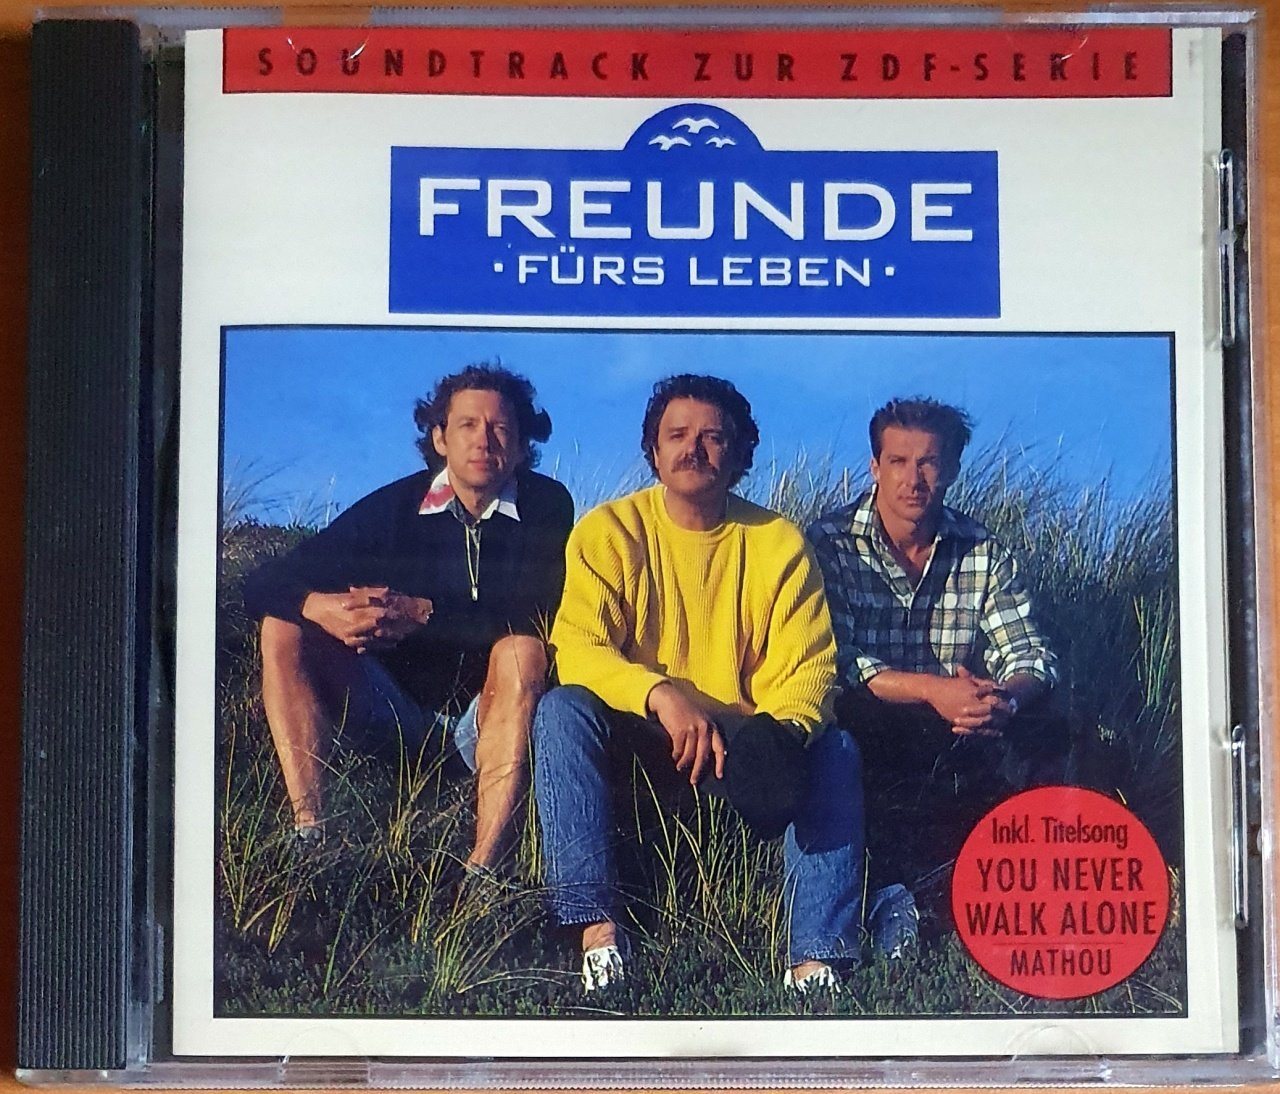 SOUNDTRACK ZUR ZDF-SERIE
FREUNDE
·FÜRS LEBEN·
Inkl. Titelsong
YOU NEVER
WALK ALONE
MATHOU